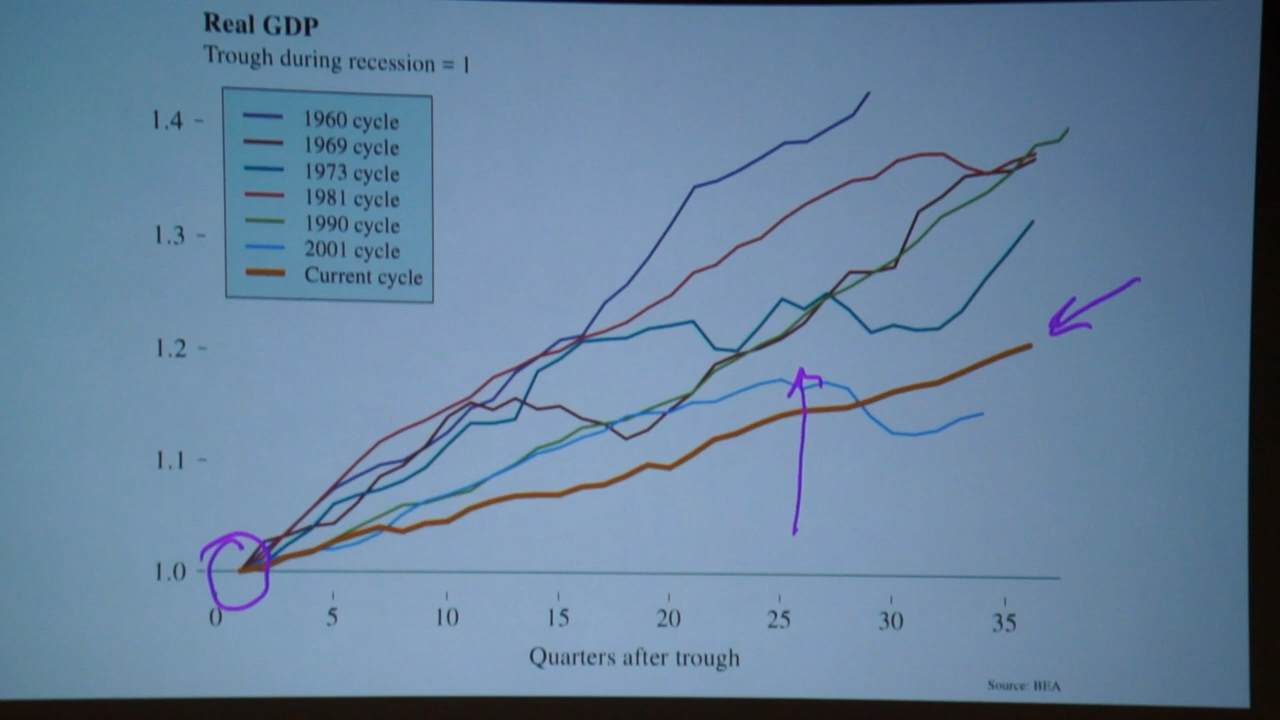 Real GDP
Trough during recession = 1
1.4
1.3
1.2
1.1
1.0
1960 cycle
1969 cycle
1973 cycle
1981 cycle
1990 cycle
2001 cycle
Current cycle
0 5 10 15 20 25 30 35
Quarters after trough
Source: BEA